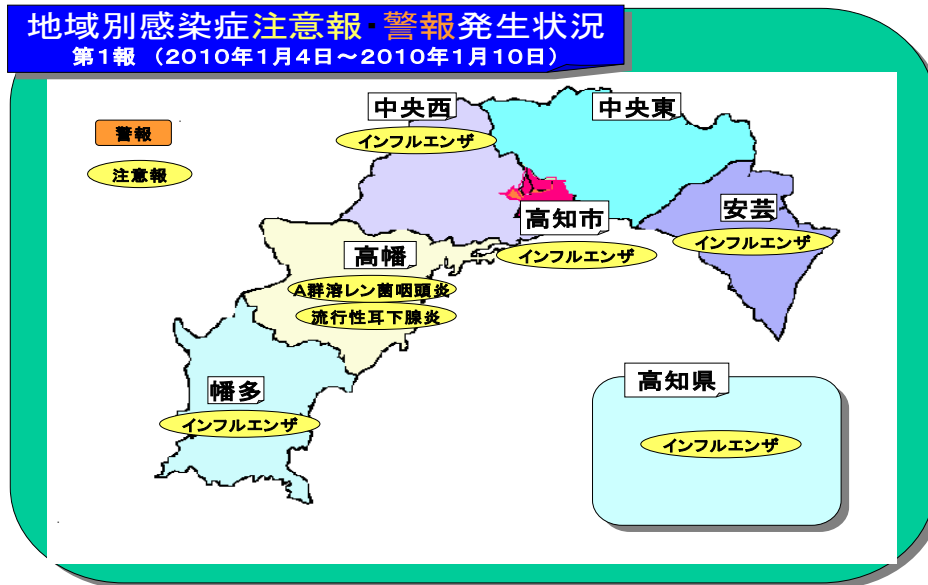 地域別感染症注意報・警報発生状況
第1報 （2010年1月4日～2010年1月10日）
警報
注意報
中央西
インフルエンザ
中央東
高知市
インフルエンザ
安芸
インフルエンザ
高幡
A群溶レン菌咽頭炎
流行性耳下腺炎
幡多
インフルエンザ
高知県
インフルエンザ